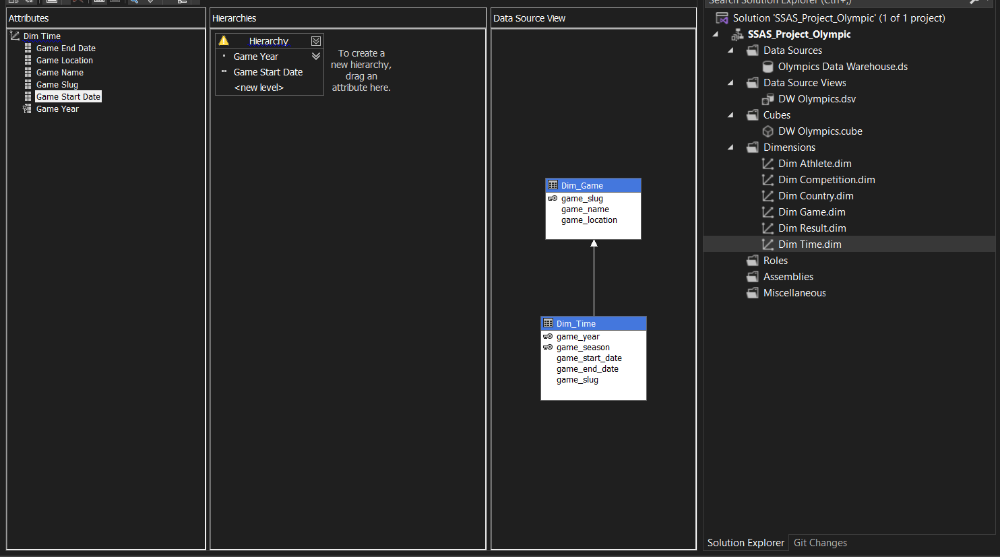 Attributes
Dim Time
Game End Date
Game Location
Game Name
Game Slug
Game Start Date
Game Year
Hierarchies
Hierarchy
Game Year
Game Start Date
<new level>
To create a
new hierarchy,
drag an
attribute here.
Data Source View
Dim_Game
game_slug
game_name
game_location
Dim_Time
game_year
game_season
game_start_date
game_end_date
game_slug
Search Solution Explorer (Ctrl+;)
Solution 'SSAS_Project_Olympic' (1 of 1 project)
SSAS_Project_Olympic
Data Sources
Olympics Data Warehouse.ds
Data Source Views
DW Olympics.dsv
Cubes
DW Olympics.cube
Dimensions
Dim Athlete.dim
Dim Competition.dim
Dim Country.dim
Dim Game.dim
Dim Result.dim
Dim Time.dim
Roles
Assemblies
Miscellaneous
Solution Explorer
Git Changes